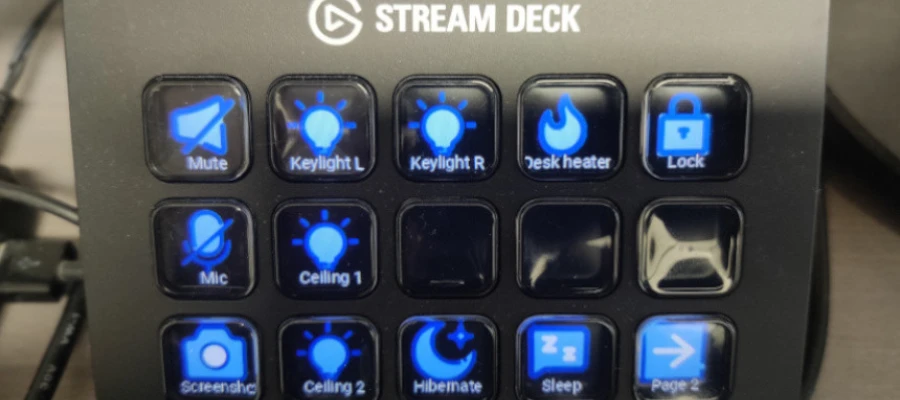 STREAM DECK
Mute
Keylight L
Keylight R
Desk heater
Lock
Mic
Ceiling 1
Screensho
Ceiling 2
Hibernate
z z
Sleep
Page 2